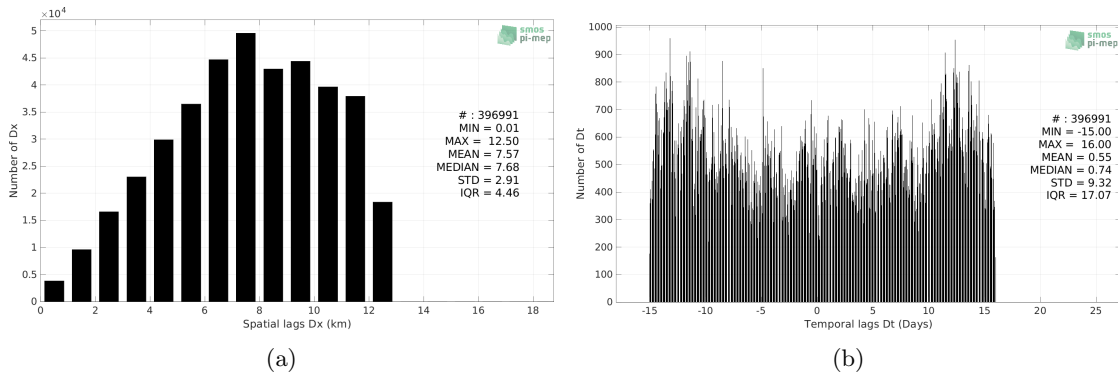 ×10⁴
5
4.5
4
3.5
3
2.5
2
1.5
1
0.5
0
Number of Dx
0 2 4 6 8 10 12 14 16 18
Spatial lags Dx (km)
smos
pi-mep
# : 396991
MIN = 0.01
MAX = 12.50
MEAN = 7.57
MEDIAN = 7.68
STD = 2.91
IQR = 4.46
(a)
1000
900
800
700
600
500
400
300
200
100
0
Number of Dt
-15 -10 -5 0 5 10 15 20 25
Temporal lags Dt (Days)
smos
pi-mep
# : 396991
MIN = -15.00
MAX = 16.00
MEAN = 0.55
MEDIAN = 0.74
STD = 9.32
IQR = 17.07
(b)